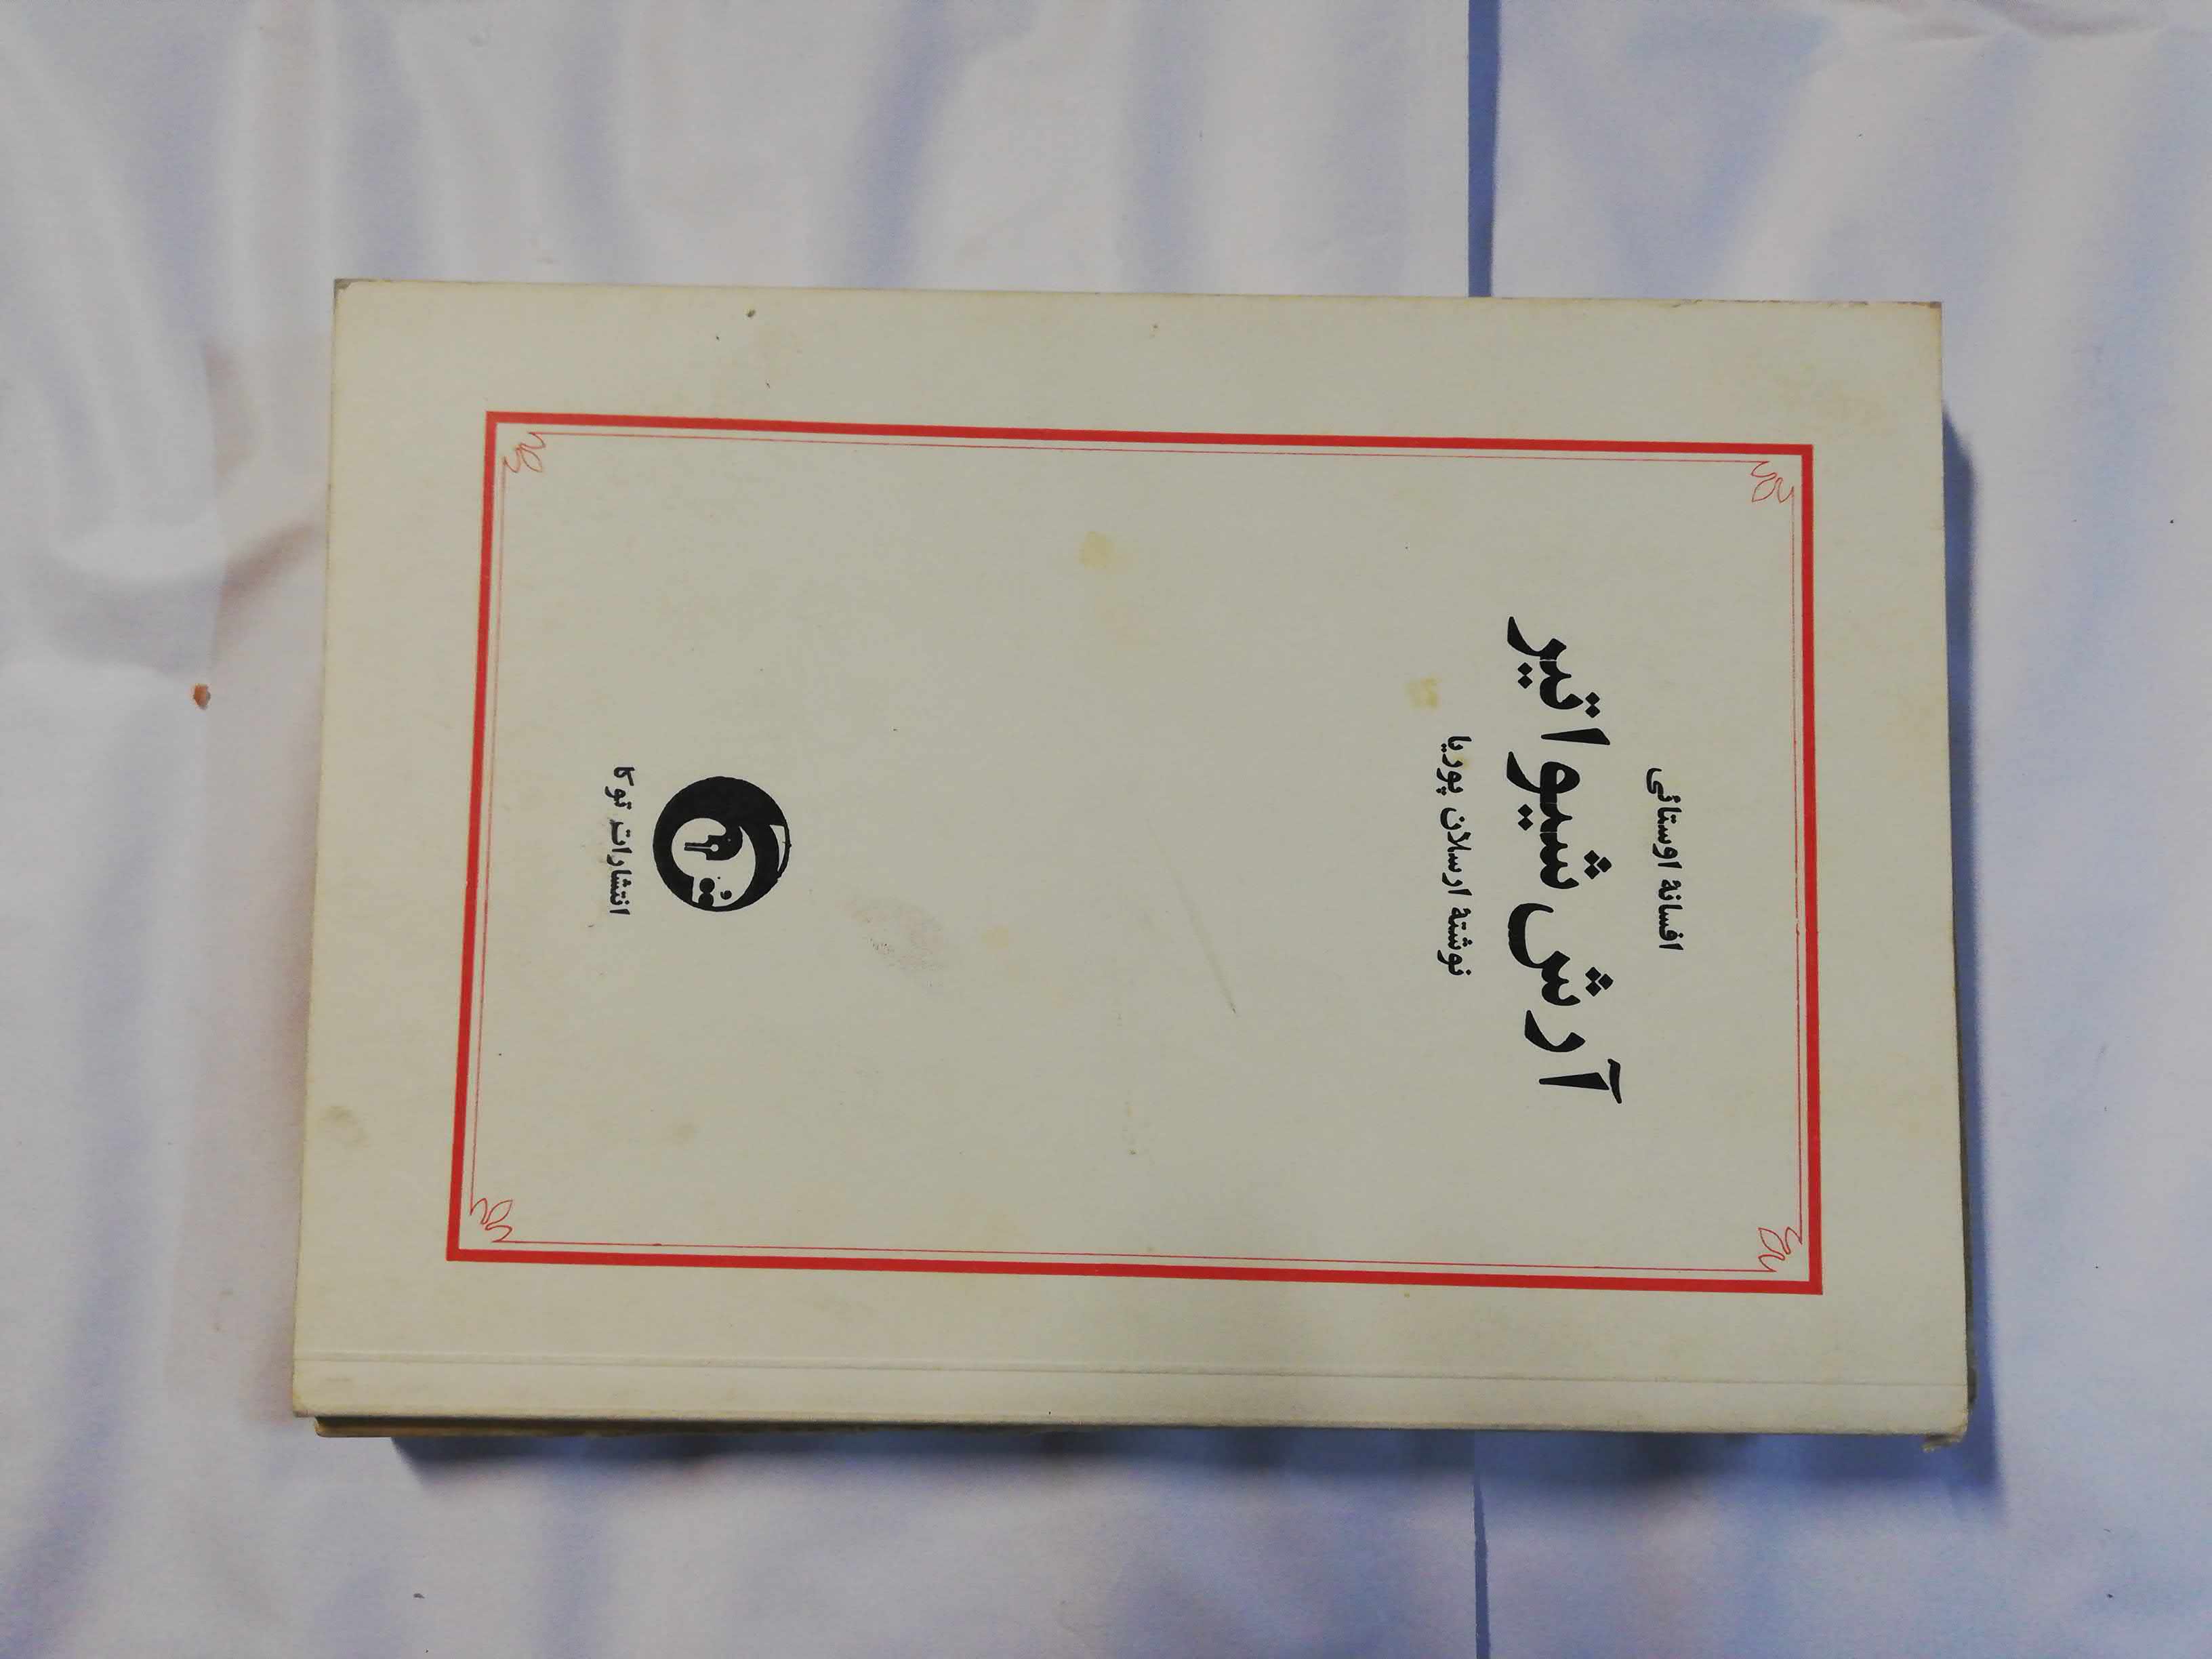 افسانهٔ اوستائی
آرش شیواتیر
نوشتهٔ ارسلان پوریا
انتشارات توکا